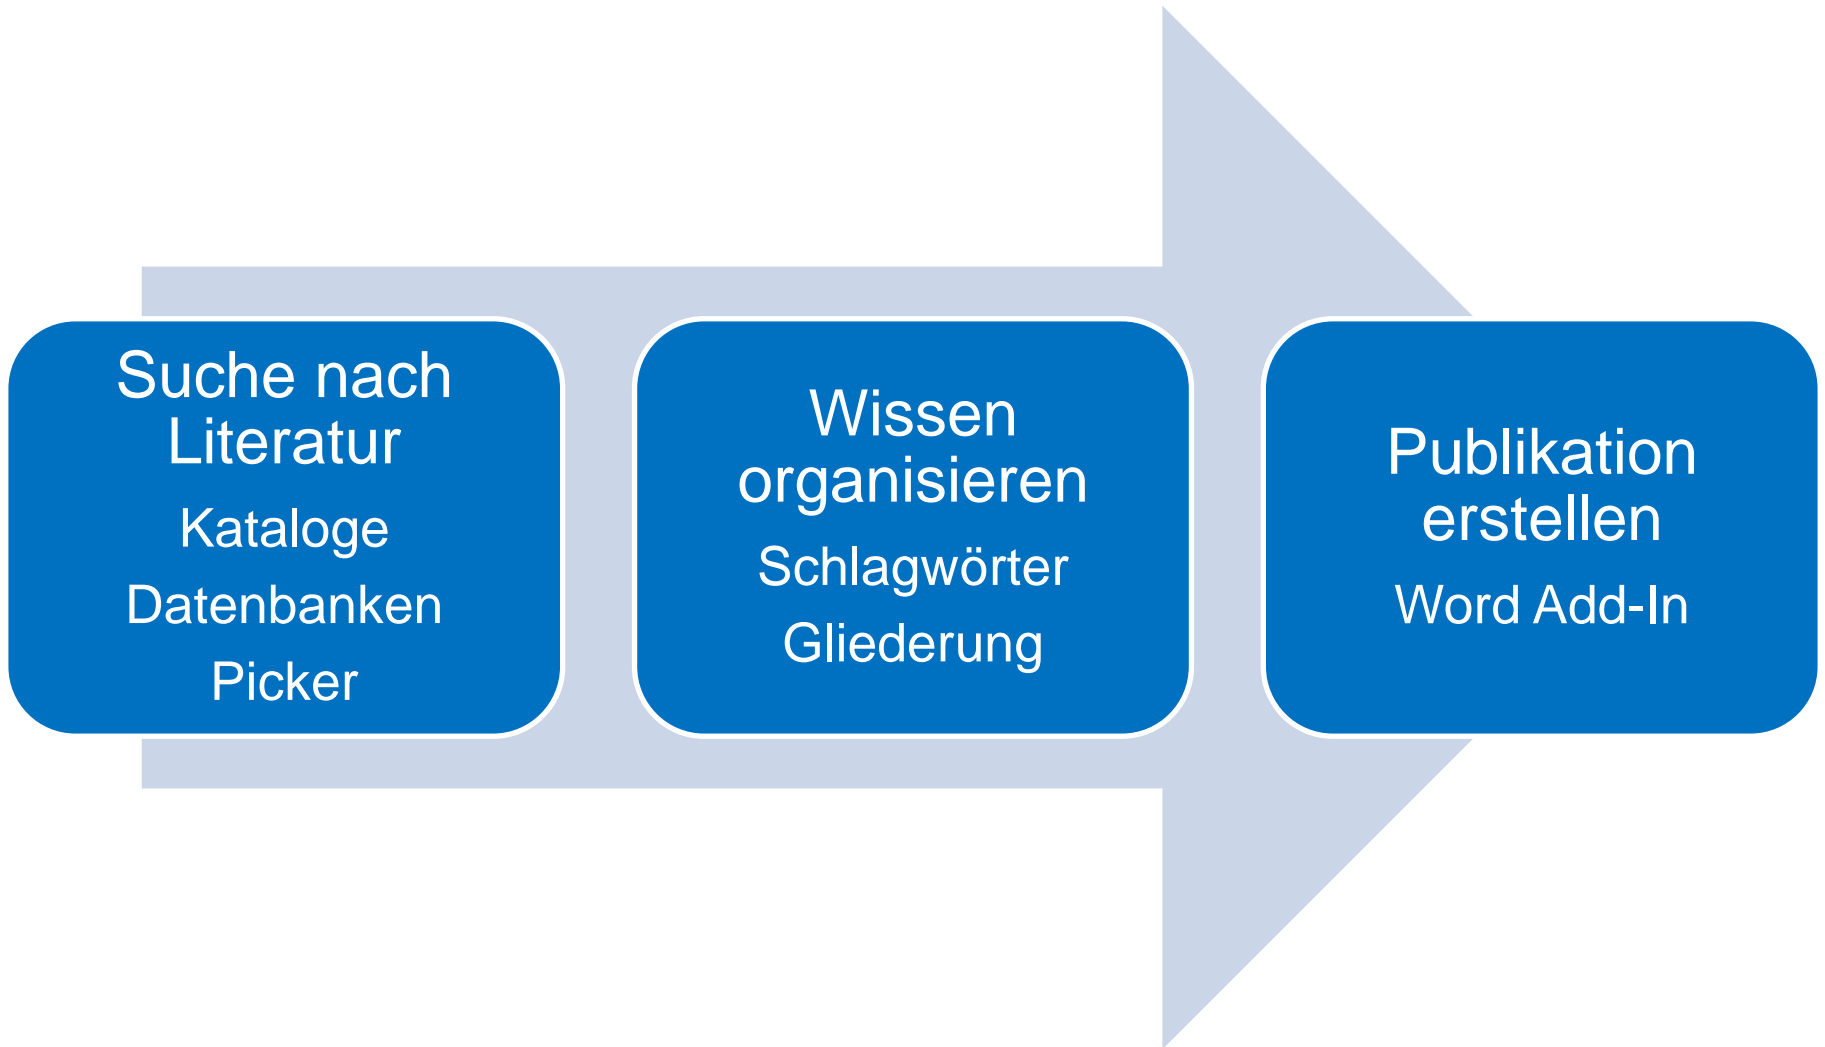 Suche nach
Literatur
Kataloge
Datenbanken
Picker
Wissen
organisieren
Schlagwörter
Gliederung
Publikation
erstellen
Word Add-In